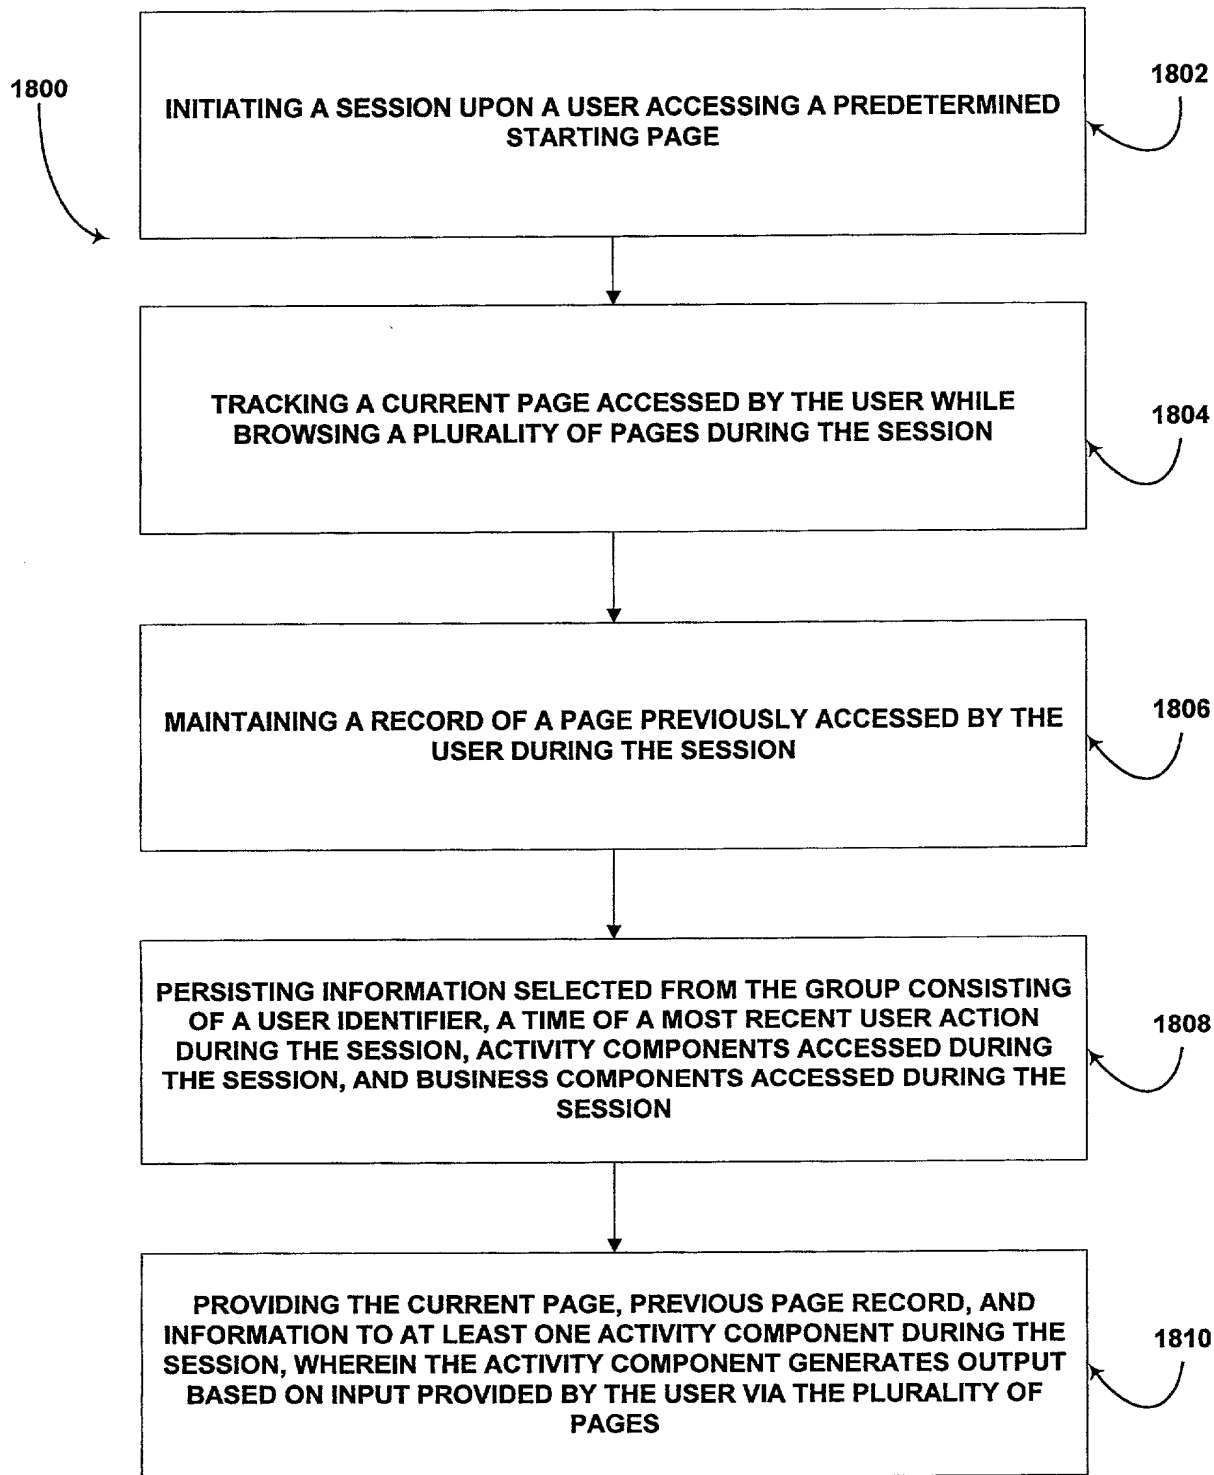 1800
1802
INITIATING A SESSION UPON A USER ACCESSING A PREDETERMINED
STARTING PAGE
TRACKING A CURRENT PAGE ACCESSED BY THE USER WHILE
BROWSING A PLURALITY OF PAGES DURING THE SESSION
1804
MAINTAINING A RECORD OF A PAGE PREVIOUSLY ACCESSED BY THE
USER DURING THE SESSION
1806
PERSISTING INFORMATION SELECTED FROM THE GROUP CONSISTING
OF A USER IDENTIFIER, A TIME OF A MOST RECENT USER ACTION
DURING THE SESSION, ACTIVITY COMPONENTS ACCESSED DURING
THE SESSION, AND BUSINESS COMPONENTS ACCESSED DURING THE
SESSION
1808
PROVIDING THE CURRENT PAGE, PREVIOUS PAGE RECORD, AND
INFORMATION TO AT LEAST ONE ACTIVITY COMPONENT DURING THE
SESSION, WHEREIN THE ACTIVITY COMPONENT GENERATES OUTPUT
BASED ON INPUT PROVIDED BY THE USER VIA THE PLURALITY OF
PAGES
1810